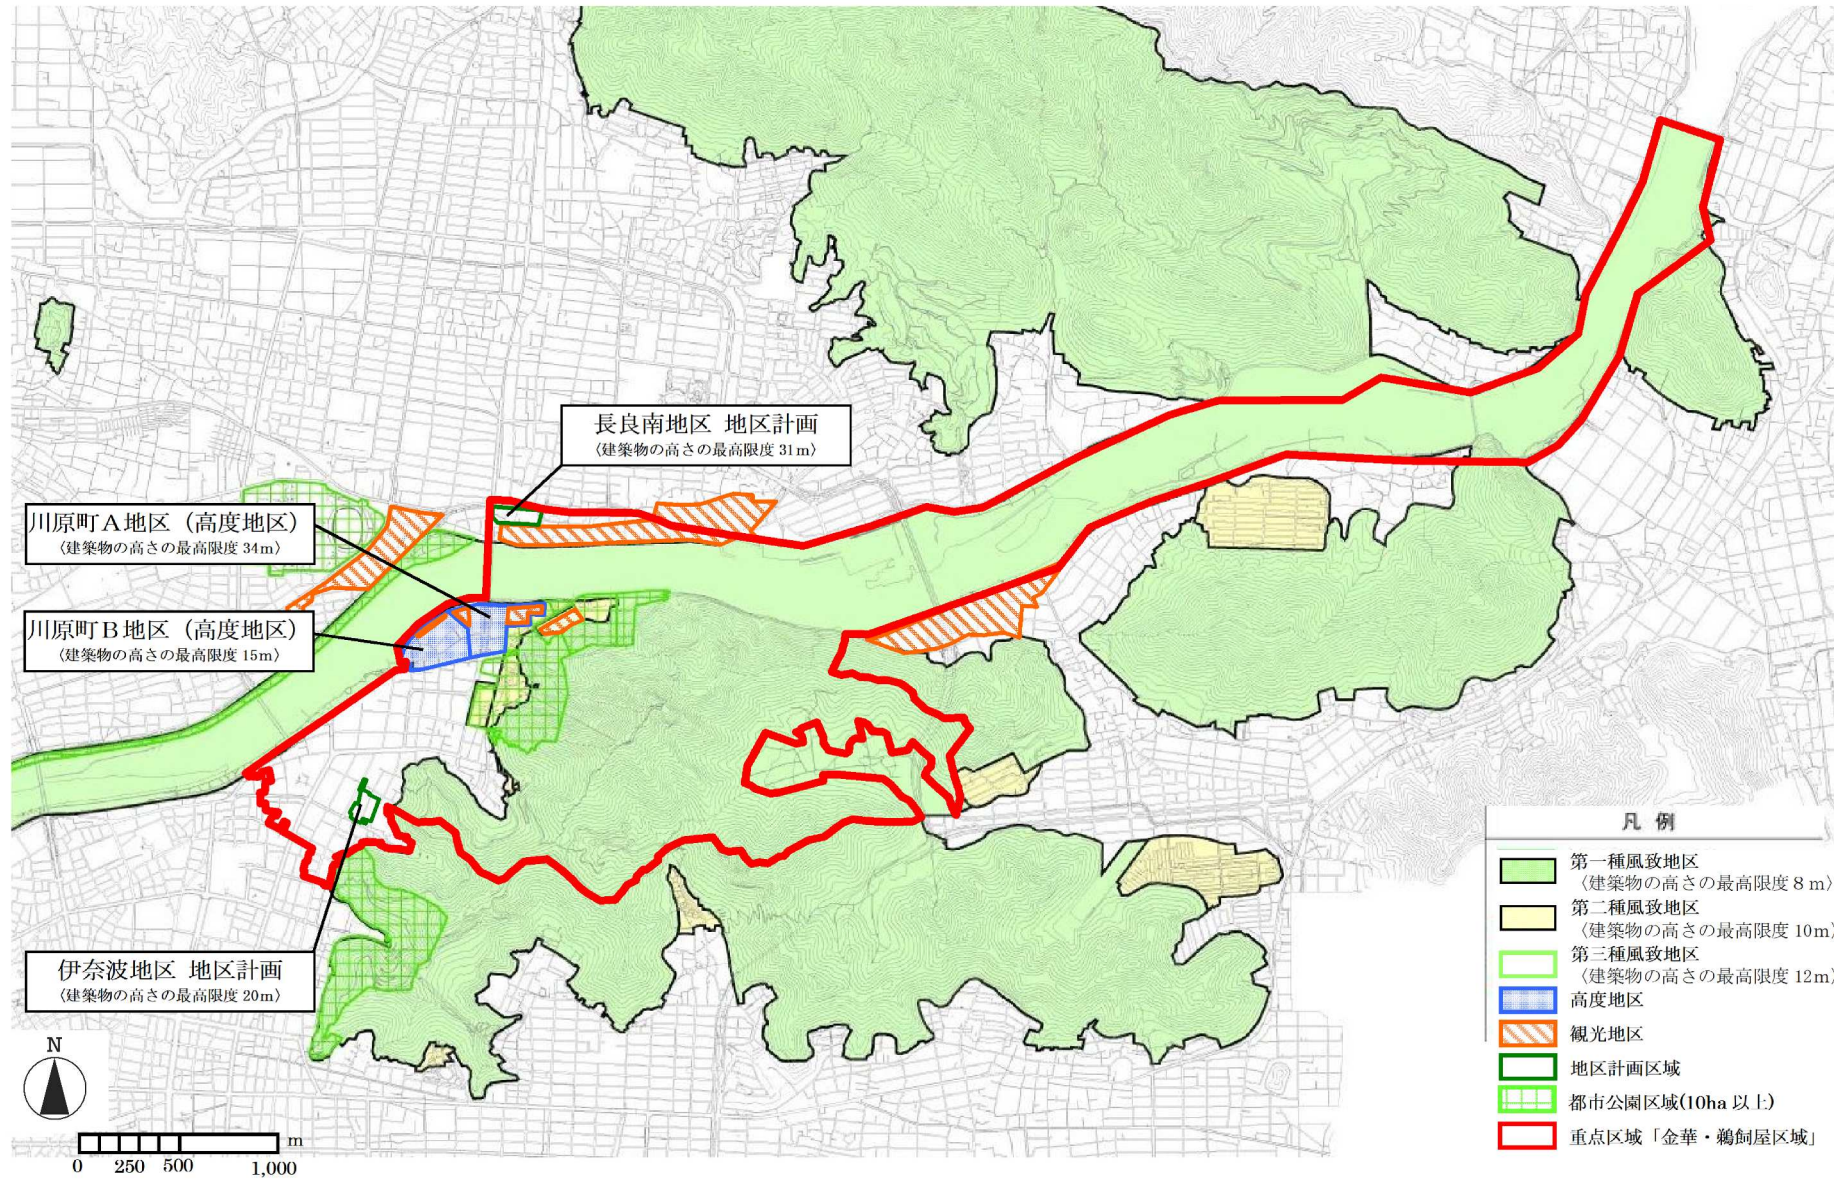 長良南地区 地区計画
〈建築物の高さの最高限度 31m〉
川原町A地区（高度地区）
〈建築物の高さの最高限度 34m〉
川原町B地区（高度地区）
〈建築物の高さの最高限度 15m〉
伊奈波地区 地区計画
〈建築物の高さの最高限度 20m〉
凡 例
第一種風致地区
〈建築物の高さの最高限度 8 m〉
第二種風致地区
〈建築物の高さの最高限度 10m〉
第三種風致地区
〈建築物の高さの最高限度 12m〉
高度地区
観光地区
地区計画区域
都市公園区域(10ha 以上)
重点区域「金華・鵜飼屋区域」
N
m
0 250 500 1,000